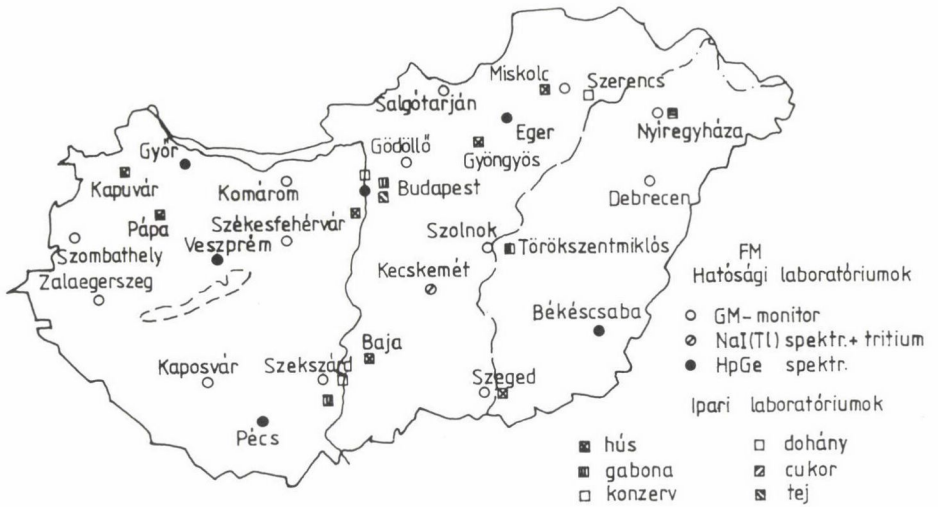 Miskolc
Szerencs
Salgótarján
Eger
Nyíregyháza
Győr
Gödöllő
Gyöngyös
Kapuvár
Komárom
Budapest
Debrecen
Pápa
Székesfehérvár
Szolnok
Törökszentmiklós
Szombathely
Veszprém
Kecskemét
Zalaegerszeg
Békéscsaba
Baja
Kaposvár
Szekszárd
Szeged
Pécs
FM
Hatósági laboratóriumok
GM-monitor
NaI(Tl) spektr.+ tritium
HpGe spektr.
Ipari laboratóriumok
hús
dohány
gabona
cukor
konzerv
tej